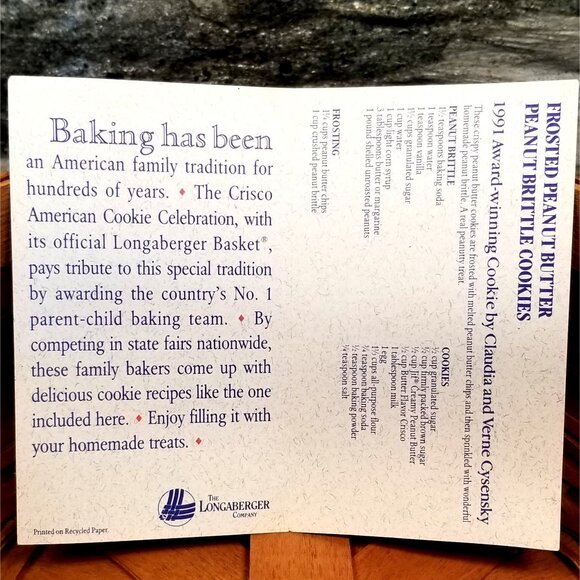 Baking has been
an American family tradition for
hundreds of years. ♦ The Crisco
American Cookie Celebration, with
its official Longaberger Basket®,
pays tribute to this special tradition
by awarding the country's No. 1
parent-child baking team. ♦ By
competing in state fairs nationwide,
these family bakers come up with
delicious cookie recipes like the one
included here. ♦ Enjoy filling it with
your homemade treats. ♦
THE
LONGABERGER
COMPANY
Printed on Recycled Paper.
FROSTED PEANUT BUTTER
PEANUT BRITTLE COOKIES
1991 Award-winning Cookie by Claudia and Verne Cysensky
These crispy peanut butter cookies are frosted with melted peanut butter chips and then sprinkled with wonderful
homemade peanut brittle. A real peanutty treat.
PEANUT BRITTLE
1½ teaspoons baking soda
1 teaspoon water
1 teaspoon vanilla
1½ cups granulated sugar
1 cup water
1 cup light corn syrup
3 tablespoons butter or margarine
1 pound shelled unroasted peanuts
COOKIES
½ cup granulated sugar
½ cup firmly packed brown sugar
½ cup Jif® Creamy Peanut Butter
½ cup Butter Flavor Crisco
1 tablespoon milk
1 egg
1⅓ cups all-purpose flour
¾ teaspoon baking soda
½ teaspoon baking powder
¼ teaspoon salt
FROSTING
1¼ cups peanut butter chips
1 cup crushed peanut brittle